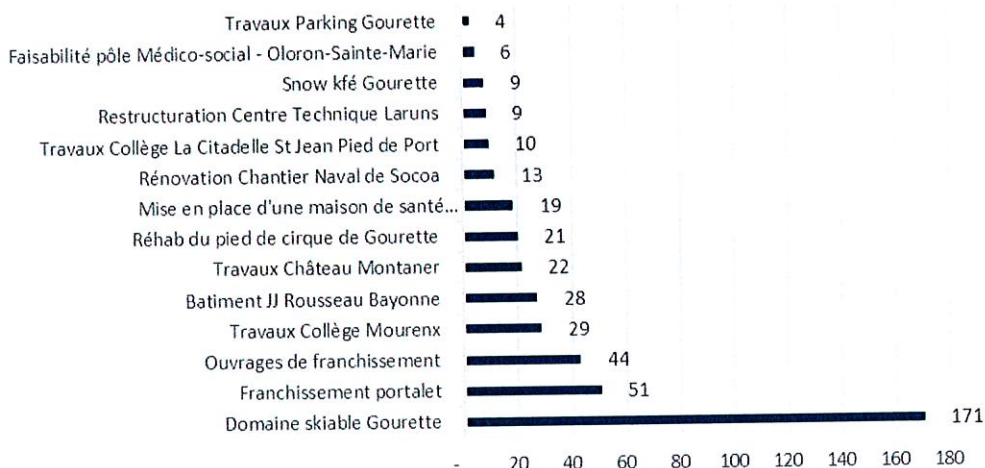 Travaux Parking Gourette 4
Faisabilité pôle Médico-social - Oloron-Sainte-Marie 6
Snow kfé Gourette 9
Restructuration Centre Technique Laruns 9
Travaux Collège La Citadelle St Jean Pied de Port 10
Rénovation Chantier Naval de Socoa 13
Mise en place d'une maison de santé... 19
Réhab du pied de cirque de Gourette 21
Travaux Château Montaner 22
Batiment JJ Rousseau Bayonne 28
Travaux Collège Mourenx 29
Ouvrages de franchissement 44
Franchissement portalet 51
Domaine skiable Gourette 171
- 20 40 60 80 100 120 140 160 180